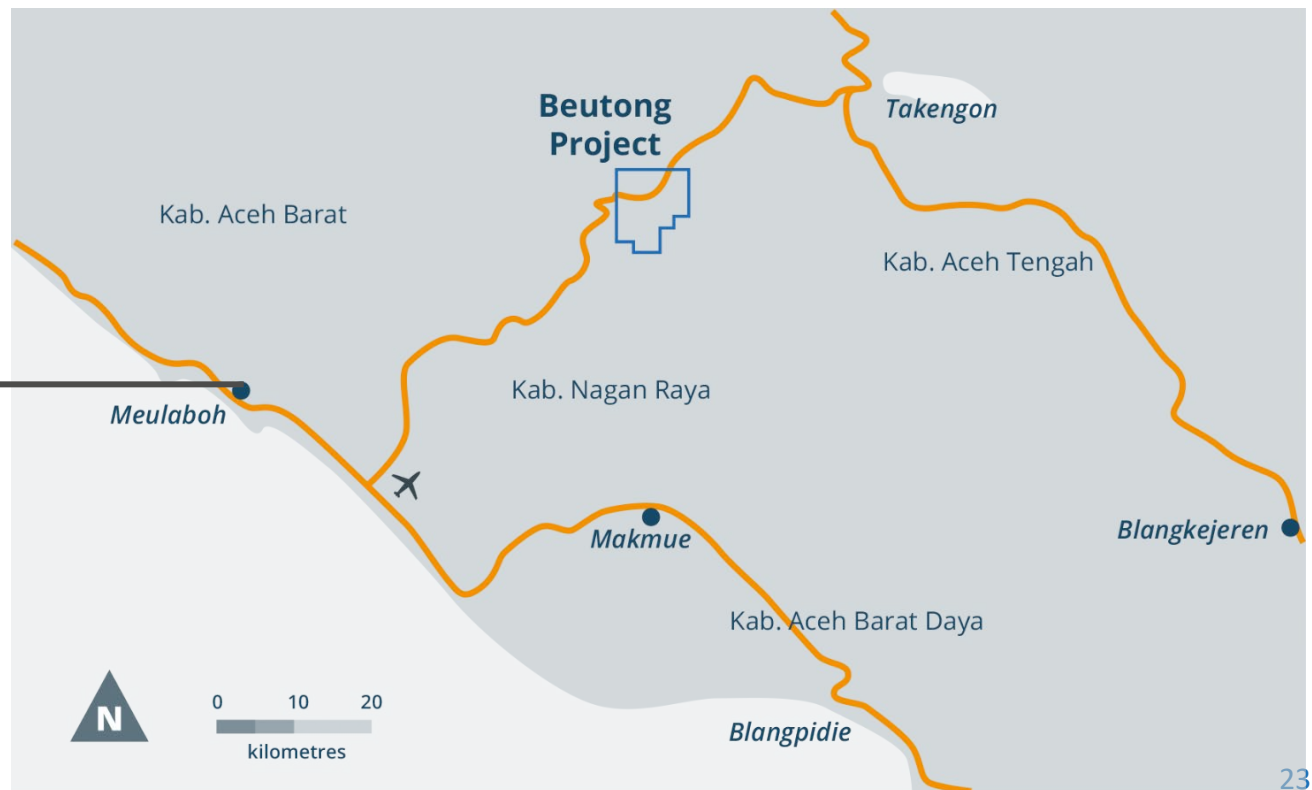 Beutong
Project
Takengon
Kab. Aceh Barat
Kab. Aceh Tengah
Kab. Nagan Raya
Meulaboh
Makmue
Blangkejeren
Kab. Aceh Barat Daya
Blangpidie
N
0 10 20
kilometres
23